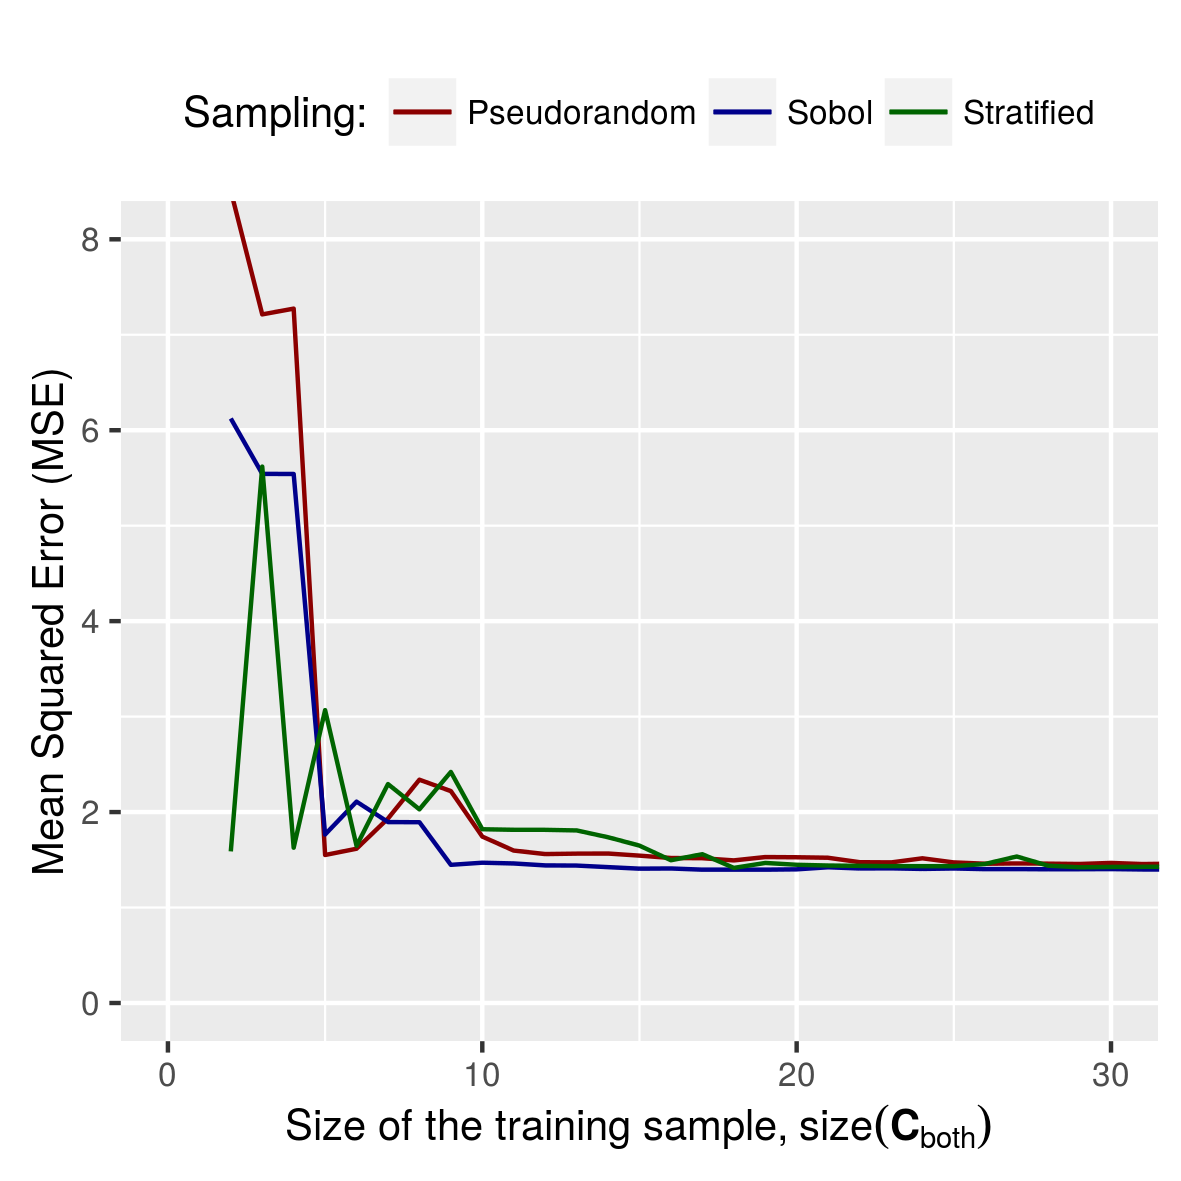 Sampling: Pseudorandom Sobol Stratified
Mean Squared Error (MSE)
8
6
4
2
0
0 10 20 30
Size of the training sample, size(C_both)